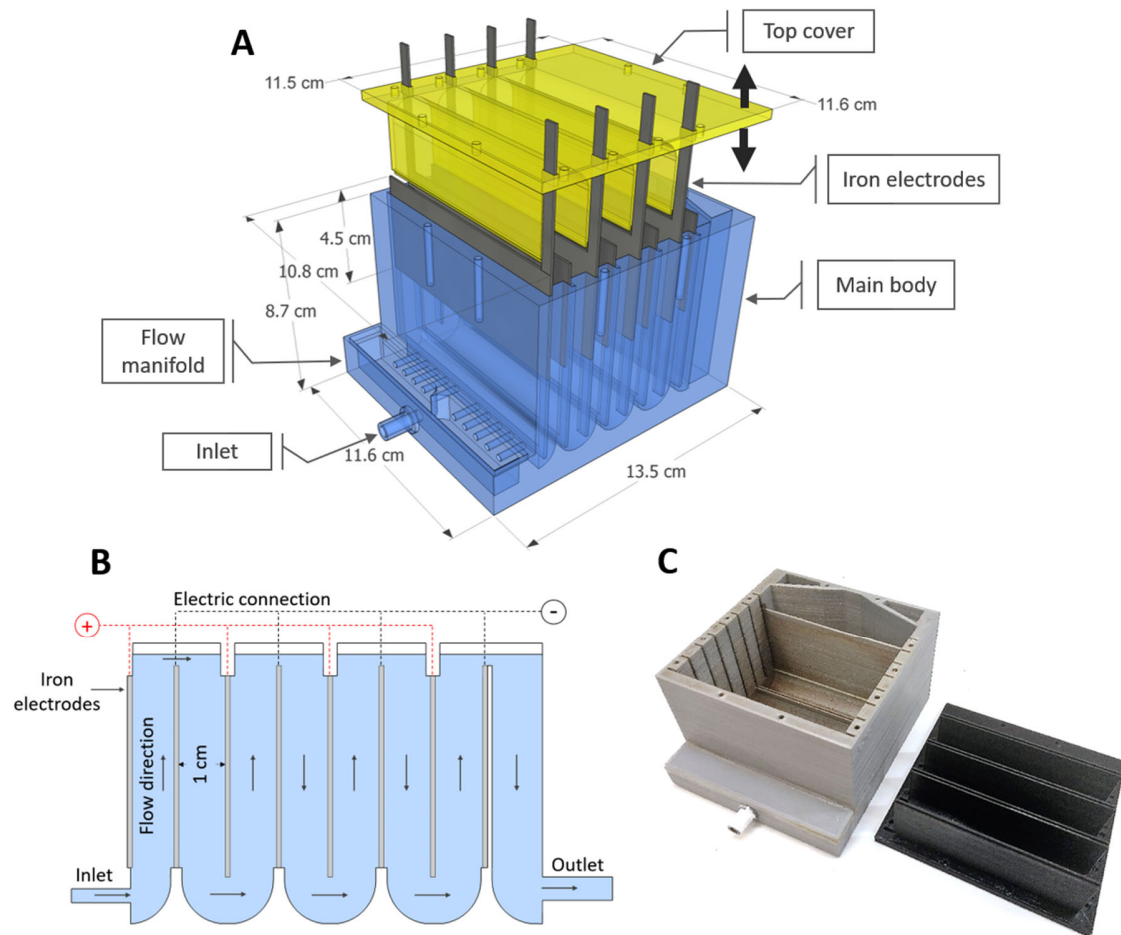 A
Top cover
11.5 cm
11.6 cm
Iron electrodes
4.5 cm
10.8 cm
8.7 cm
Main body
Flow
manifold
Inlet
11.6 cm
13.5 cm
B
Electric connection
+
-
Iron
electrodes
Flow direction
1 cm
Inlet
Outlet
C